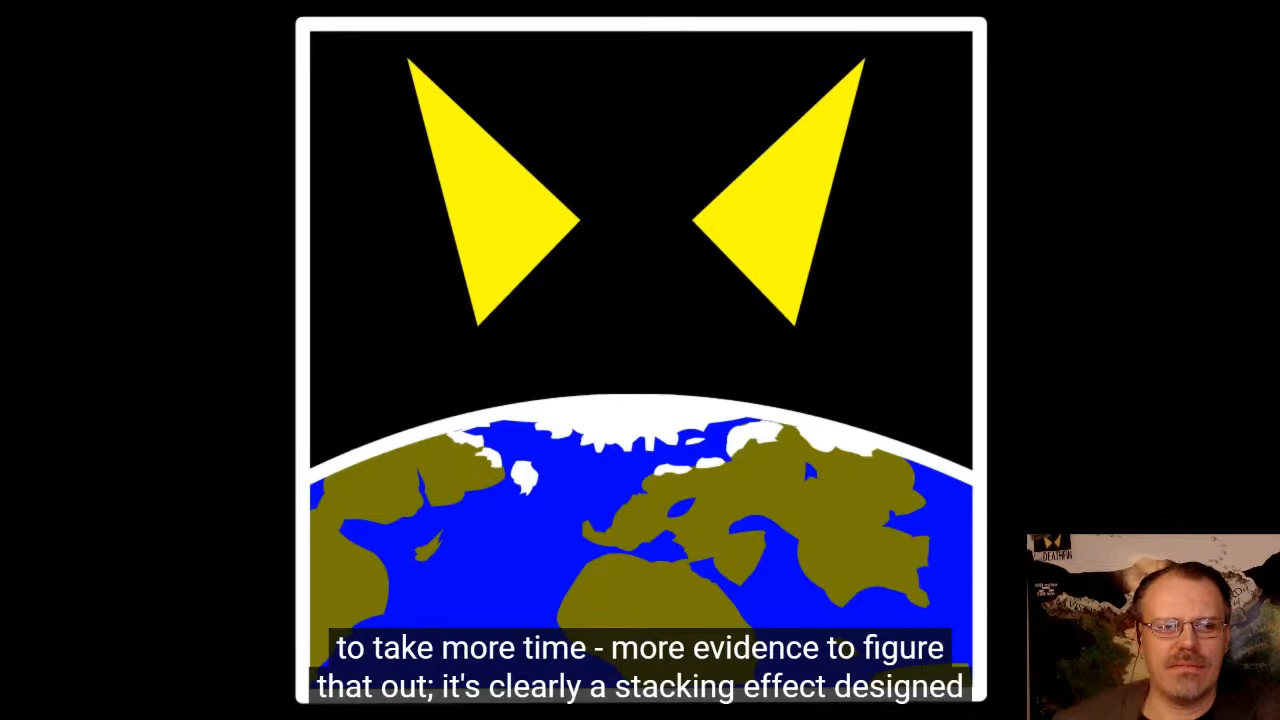 to take more time - more evidence to figure
that out; it's clearly a stacking effect designed